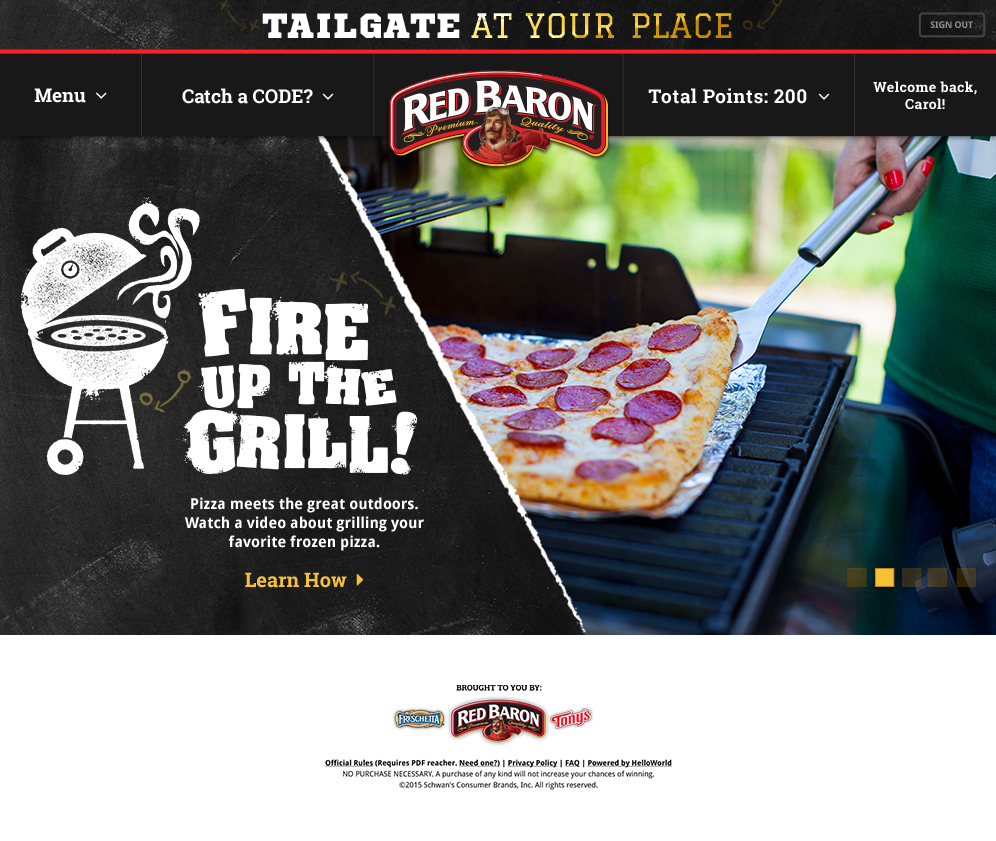 TAILGATE AT YOUR PLACE
SIGN OUT
Menu
Catch a CODE?
RED BARON
Premium Quality
Total Points: 200
Welcome back,
Carol!
FIRE
UP THE
GRILL!
Pizza meets the great outdoors.
Watch a video about grilling your
favorite frozen pizza.
Learn How
BROUGHT TO YOU BY:
FRESCHETTA
RED BARON
Premium Quality
Tony's
Official Rules (Requires PDF reacher. Need one?) | Privacy Policy | FAQ | Powered by HelloWorld
NO PURCHASE NECESSARY. A purchase of any kind will not increase your chances of winning.
©2015 Schwan's Consumer Brands, Inc. All rights reserved.